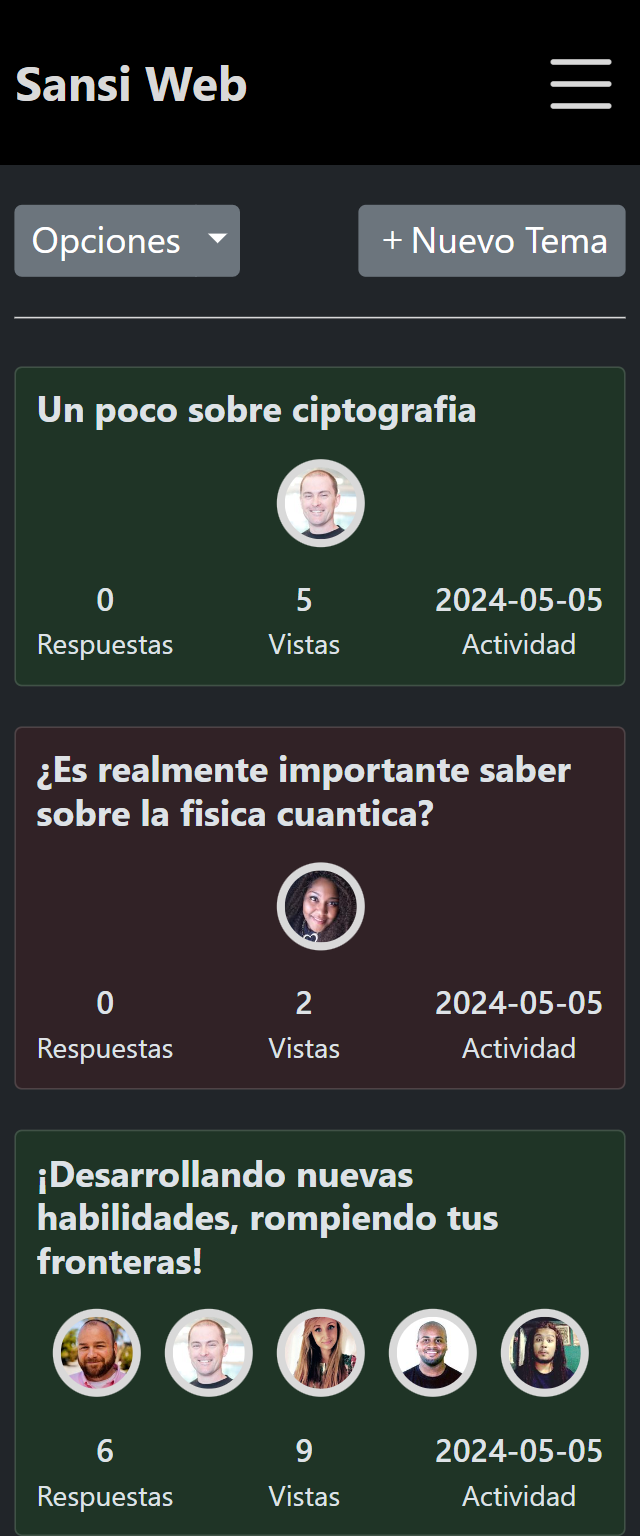 Sansi Web
Opciones
+ Nuevo Tema
Un poco sobre ciptografia
0 5 2024-05-05
Respuestas Vistas Actividad
¿Es realmente importante saber
sobre la fisica cuantica?
0 2 2024-05-05
Respuestas Vistas Actividad
¡Desarrollando nuevas
habilidades, rompiendo tus
fronteras!
6 9 2024-05-05
Respuestas Vistas Actividad